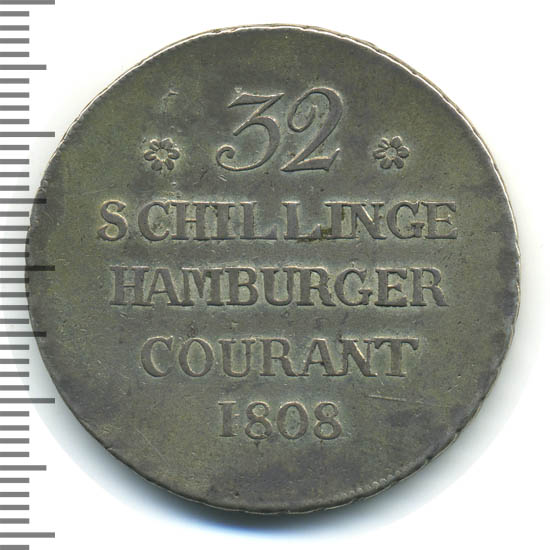 32
SCHILLINGE
HAMBURGER
COURANT
1808